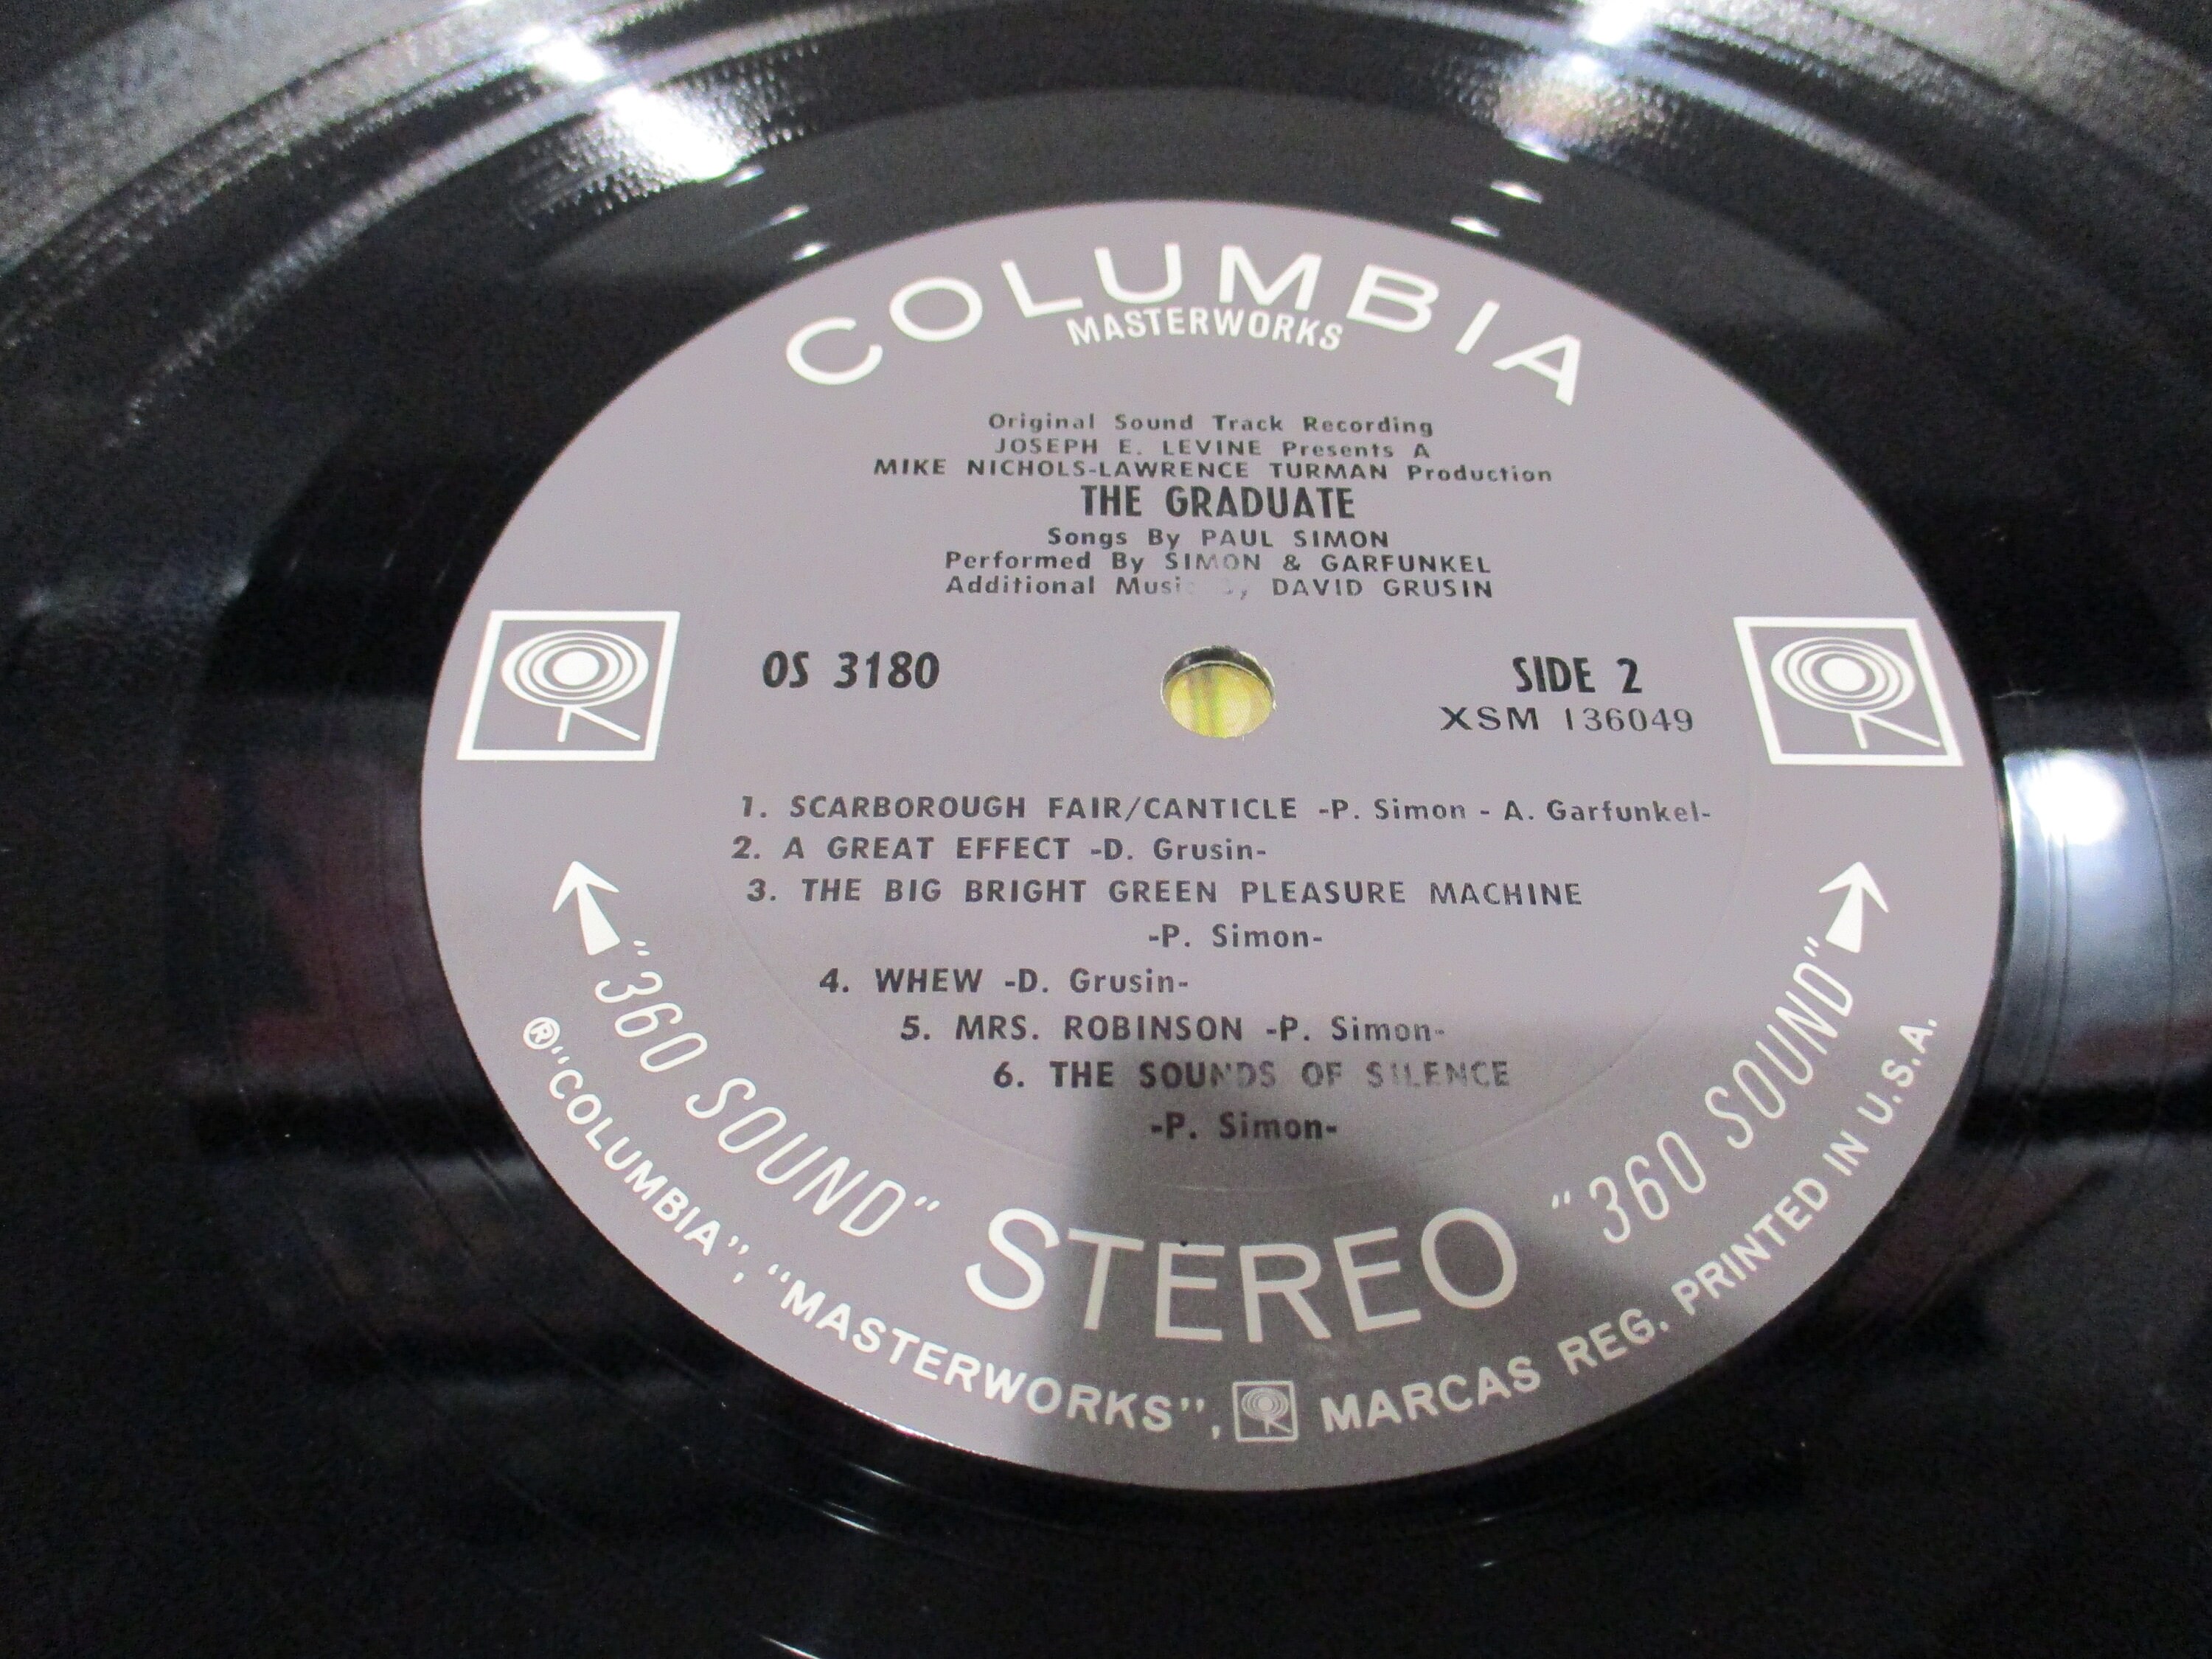 COLUMBIA
MASTERWORKS
Original Sound Track Recording
JOSEPH E. LEVINE Presents A
MIKE NICHOLS-LAWRENCE TURMAN Production
THE GRADUATE
Songs By PAUL SIMON
Performed By SIMON & GARFUNKEL
Additional DAVID GRUSIN
OS 3180
SIDE 2
XSM 136049
1. SCARBOROUGH FAIR/CANTICLE -P. Simon - A. Garfunkel-
2. A GREAT EFFECT -D. Grusin-
3. THE BIG BRIGHT GREEN PLEASURE MACHINE
-P. Simon-
4. WHEW -D. Grusin-
5. MRS. ROBINSON -P. Simon-
6. THE SOUNDS OF SILENCE
-P. Simon-
"360 SOUND" STEREO "360 SOUND"
® "COLUMBIA", "MASTERWORKS", MARCAS REG. PRINTED IN U.S.A.